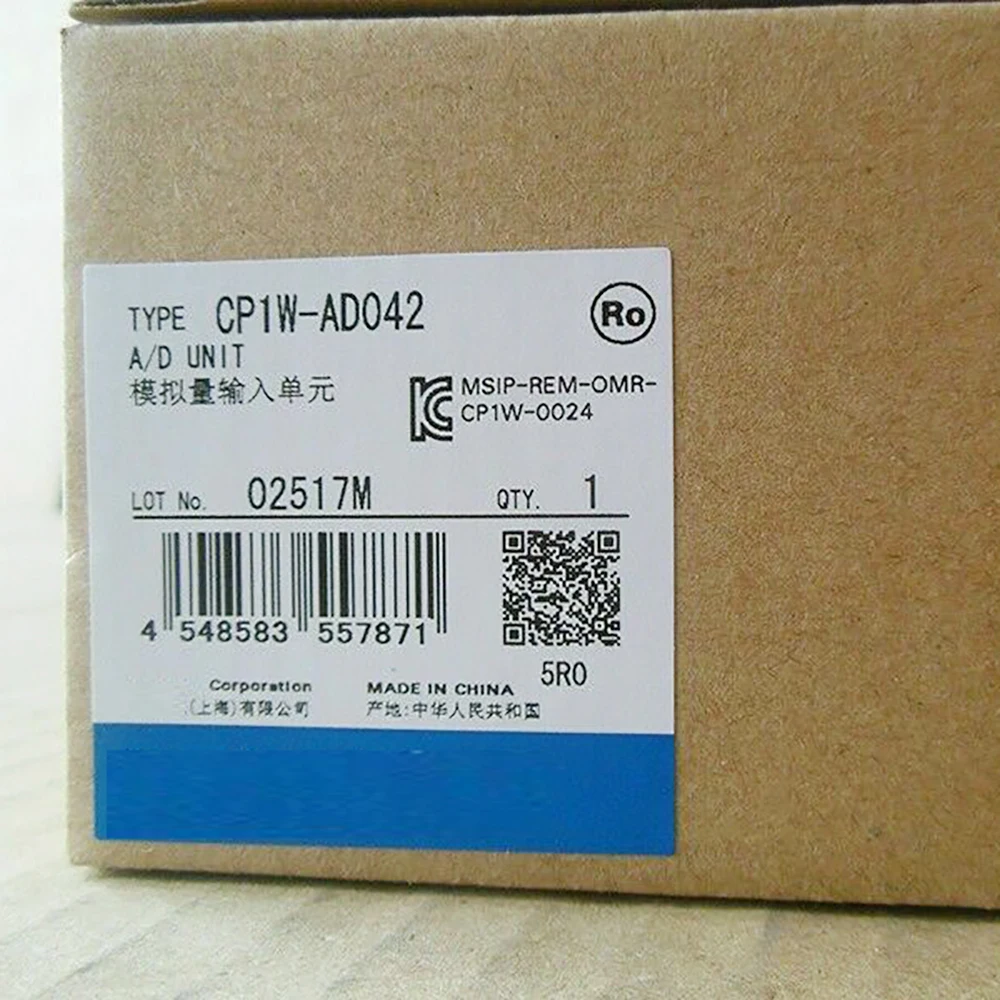 TYPE CP1W-AD042
Ro
A/D UNIT
模拟量输入单元
MSIP-REM-OMR-
CP1W-0024
LOT No. 02517M QTY. 1
4 548583 557871
5R0
Corporation MADE IN CHINA
(上海)有限公司 产地:中华人民共和国